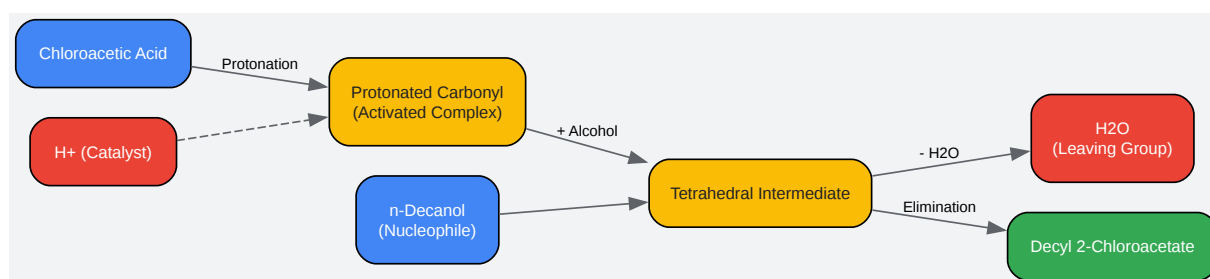 Chloroacetic Acid
Protonation
H+ (Catalyst)
Protonated Carbonyl
(Activated Complex)
+ Alcohol
n-Decanol
(Nucleophile)
Tetrahedral Intermediate
- H2O
H2O
(Leaving Group)
Elimination
Decyl 2-Chloroacetate